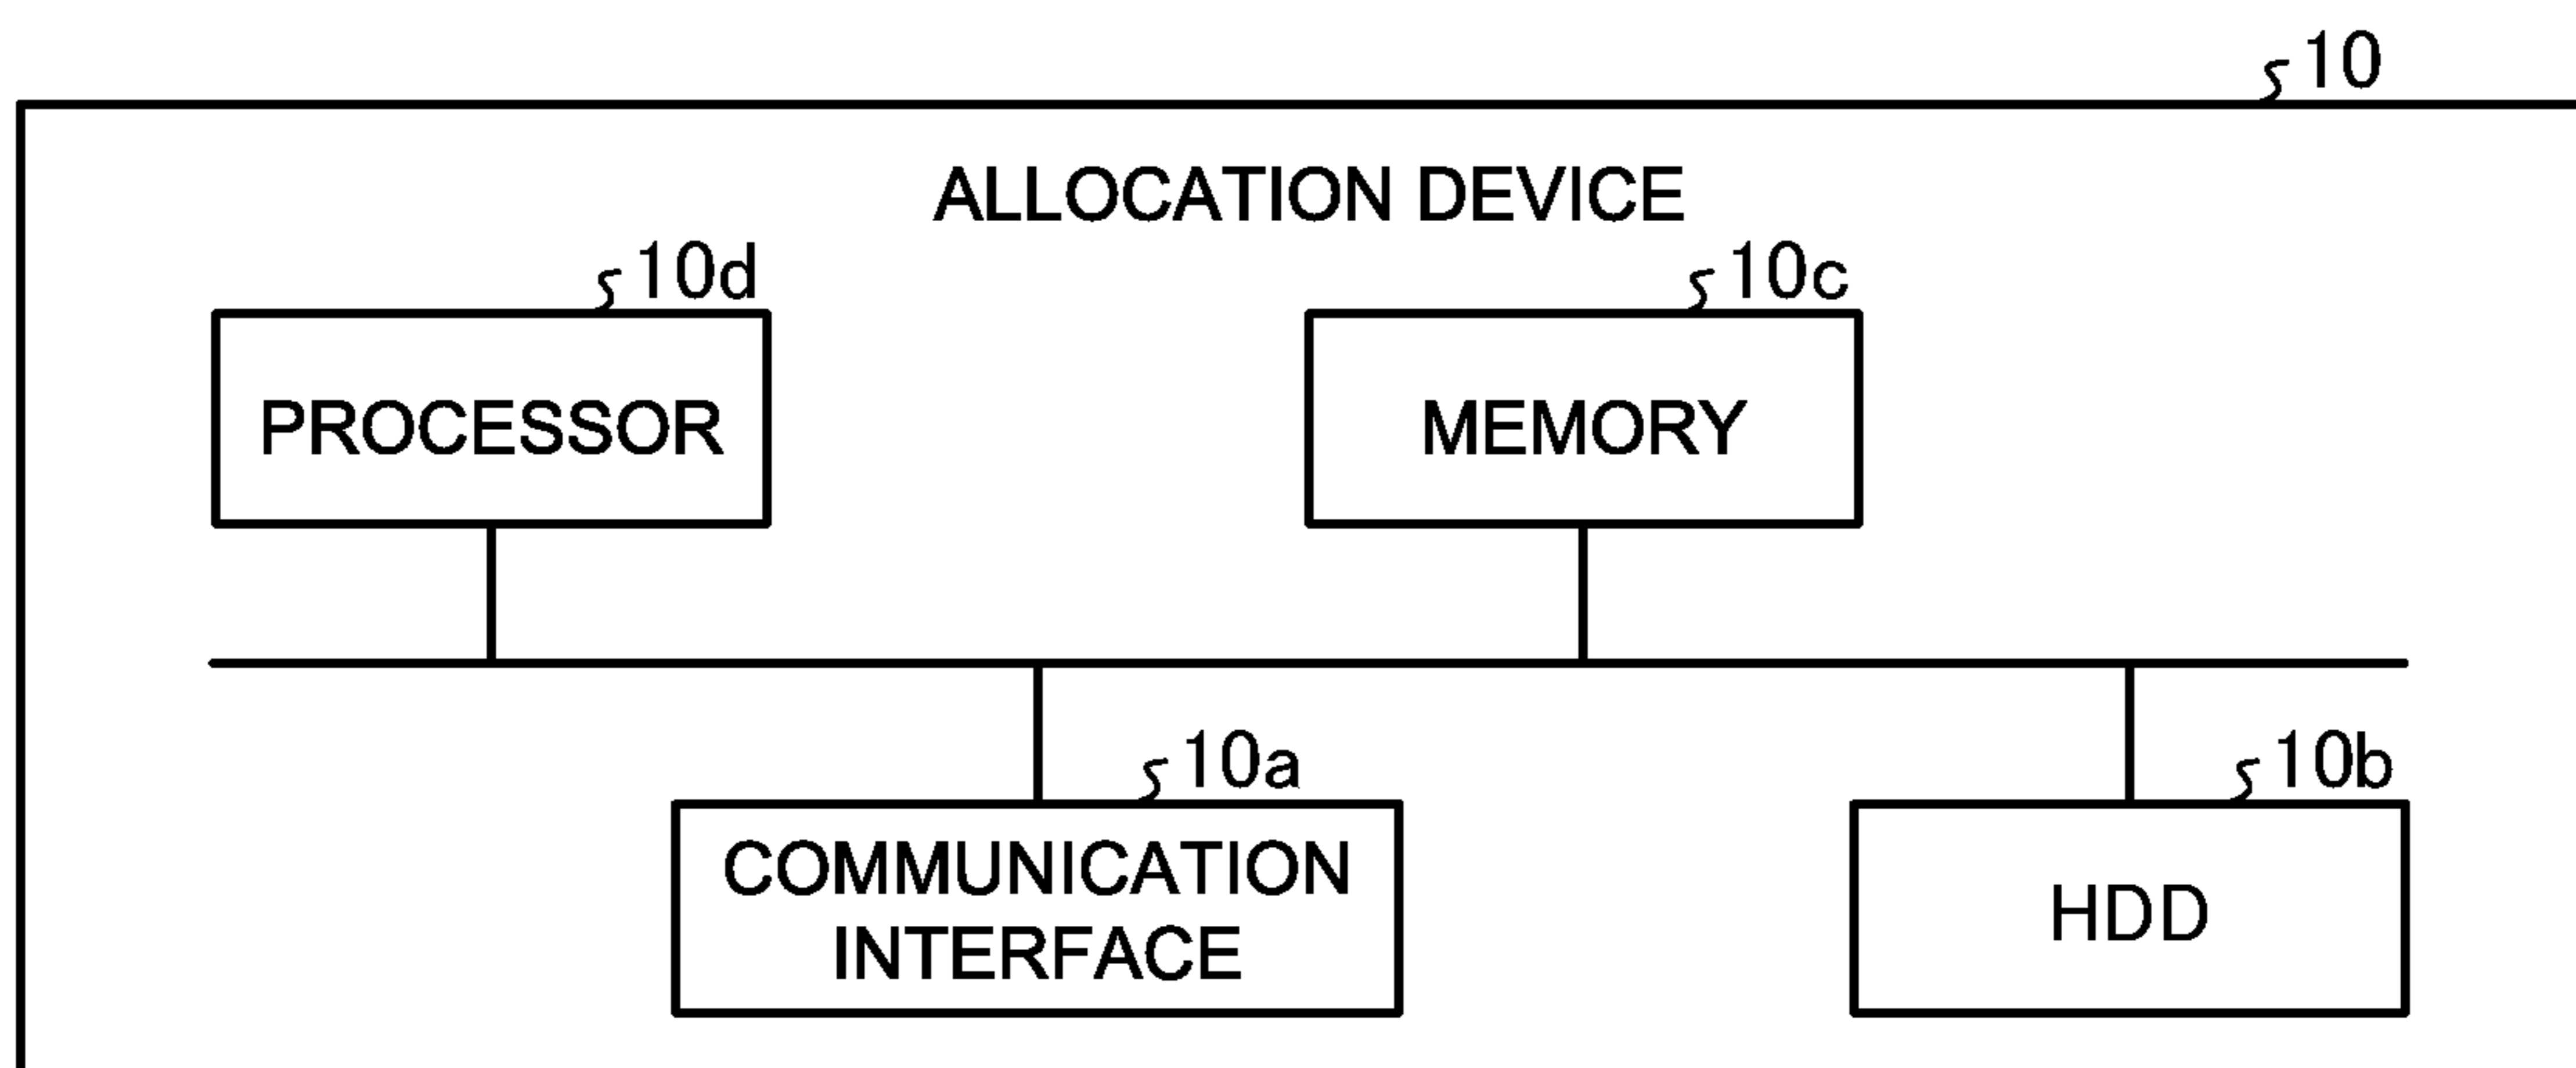 10
ALLOCATION DEVICE
10d
10c
PROCESSOR
MEMORY
10a
10b
COMMUNICATION
INTERFACE
HDD